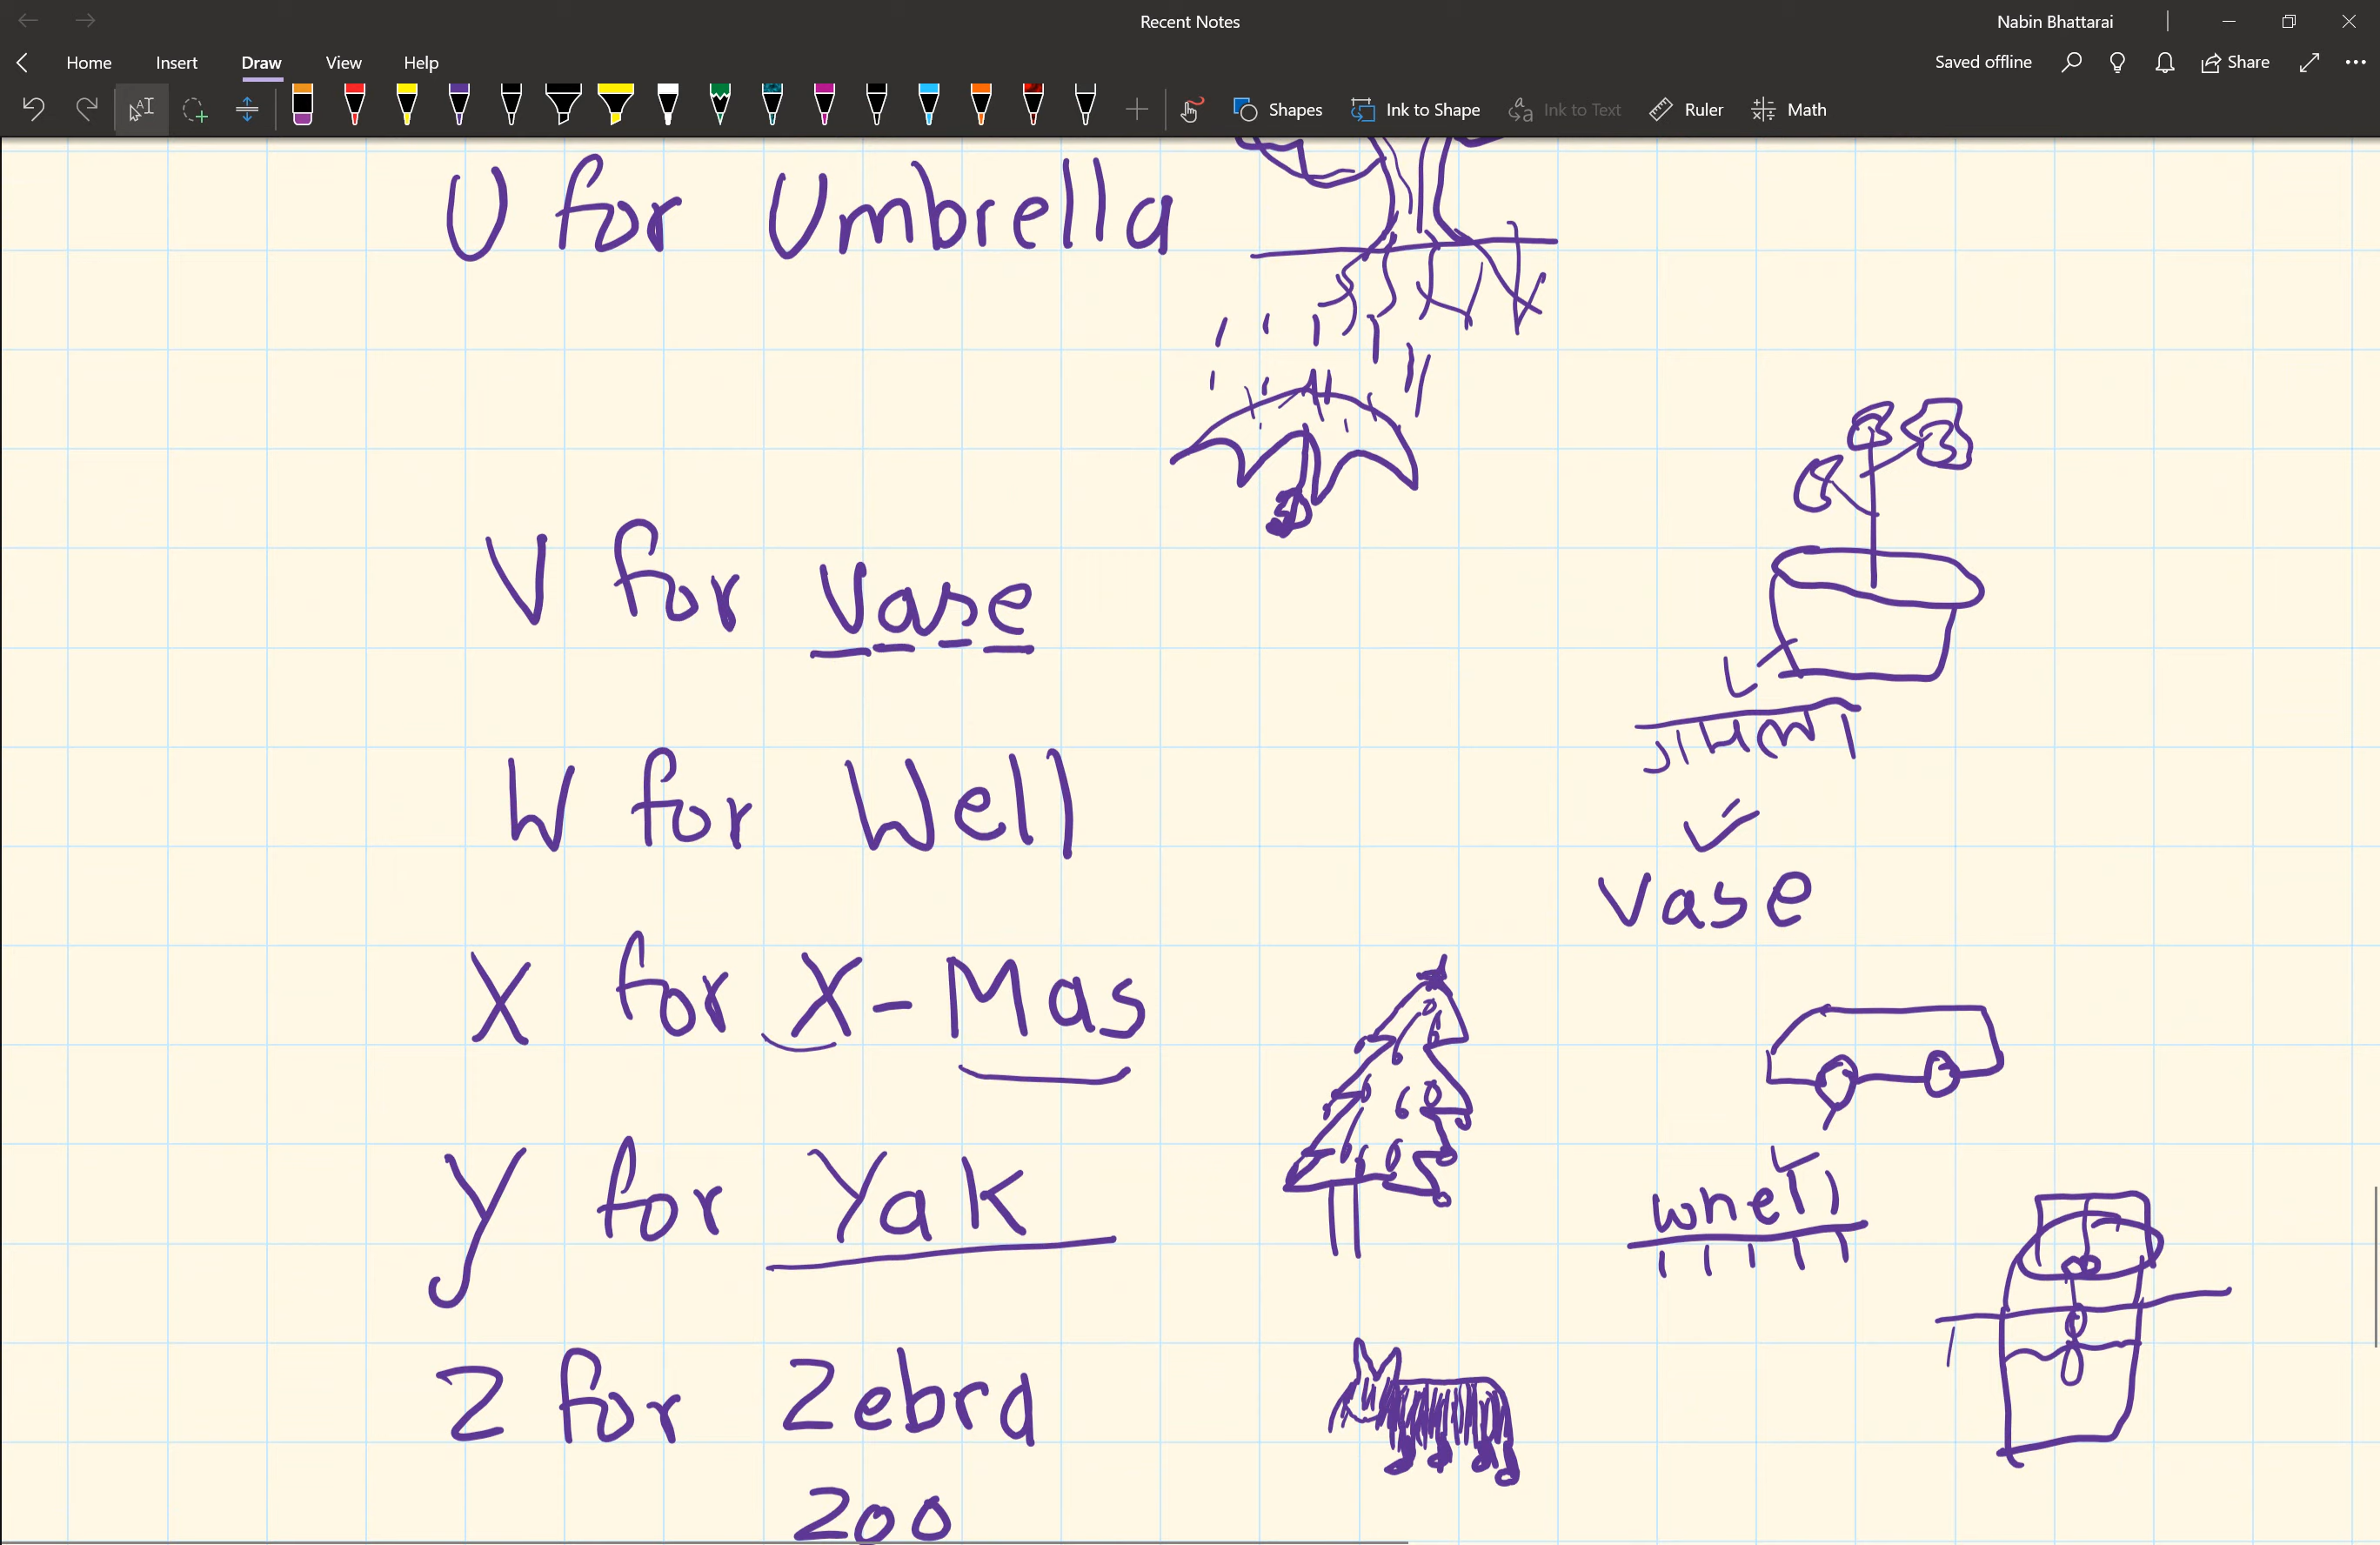 Recent Notes
Nabin Bhattarai
Home Insert Draw View Help
Saved offline
Share
Shapes
Ink to Shape
Ink to Text
Ruler
Math
U for Umbrella
V for Vase
गमला
W for Well
Vase
X for X-Mas
Y for Yak
Z for Zebra
Zoo